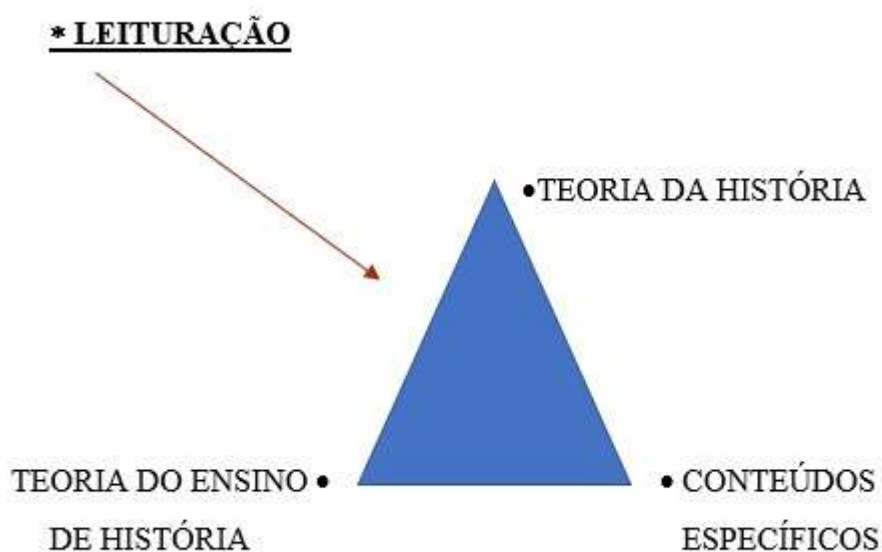 * LEITURAÇÃO
•TEORIA DA HISTÓRIA
TEORIA DO ENSINO •
DE HISTÓRIA
• CONTEÚDOS
ESPECÍFICOS